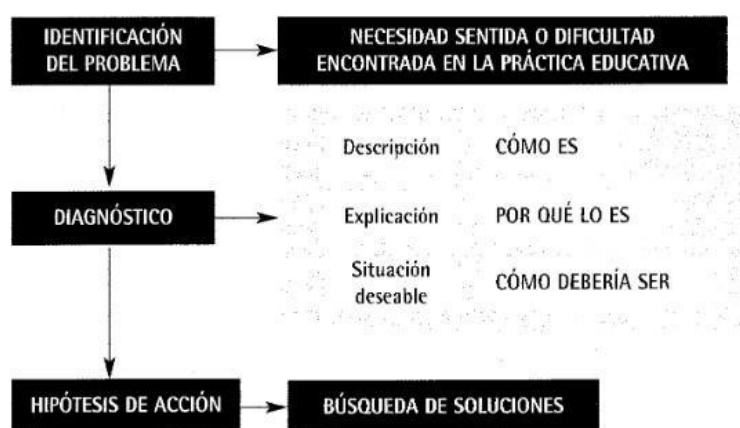 IDENTIFICACIÓN
DEL PROBLEMA
NECESIDAD SENTIDA O DIFICULTAD
ENCONTRADA EN LA PRÁCTICA EDUCATIVA
Descripción CÓMO ES
DIAGNÓSTICO
Explicación POR QUÉ LO ES
Situación
deseable CÓMO DEBERÍA SER
HIPÓTESIS DE ACCIÓN
BÚSQUEDA DE SOLUCIONES